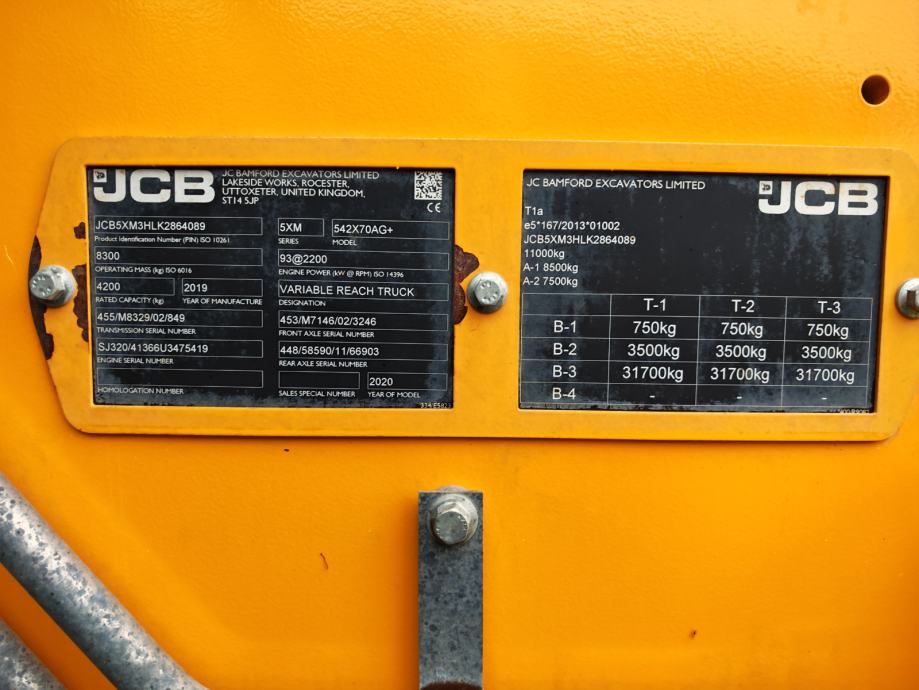 JCB
JC BAMFORD EXCAVATORS LIMITED
LAKESIDE WORKS, ROCESTER,
UTTOXETER, UNITED KINGDOM,
ST14 5JP
CE
JCB5XM3HLK2864089
Product Identification Number (PIN) ISO 10261
5XM 542X70AG+
SERIES MODEL
8300
OPERATING MASS (kg) ISO 6016
93@2200
ENGINE POWER (kW @ RPM) ISO 14396
4200 2019
RATED CAPACITY (kg) YEAR OF MANUFACTURE
VARIABLE REACH TRUCK
DESIGNATION
455/M8329/02/849
TRANSMISSION SERIAL NUMBER
453/M7146/02/3246
FRONT AXLE SERIAL NUMBER
SJ320/41366U3475419
ENGINE SERIAL NUMBER
448/58590/11/66903
REAR AXLE SERIAL NUMBER
HOMOLOGATION NUMBER
2020
SALES SPECIAL NUMBER YEAR OF MODEL
JC BAMFORD EXCAVATORS LIMITED
JCB
T1a
e5*167/2013*01002
JCB5XM3HLK2864089
11000kg
A-1 8500kg
A-2 7500kg
T-1 T-2 T-3
B-1 750kg 750kg 750kg
B-2 3500kg 3500kg 3500kg
B-3 31700kg 31700kg 31700kg
B-4 - - -